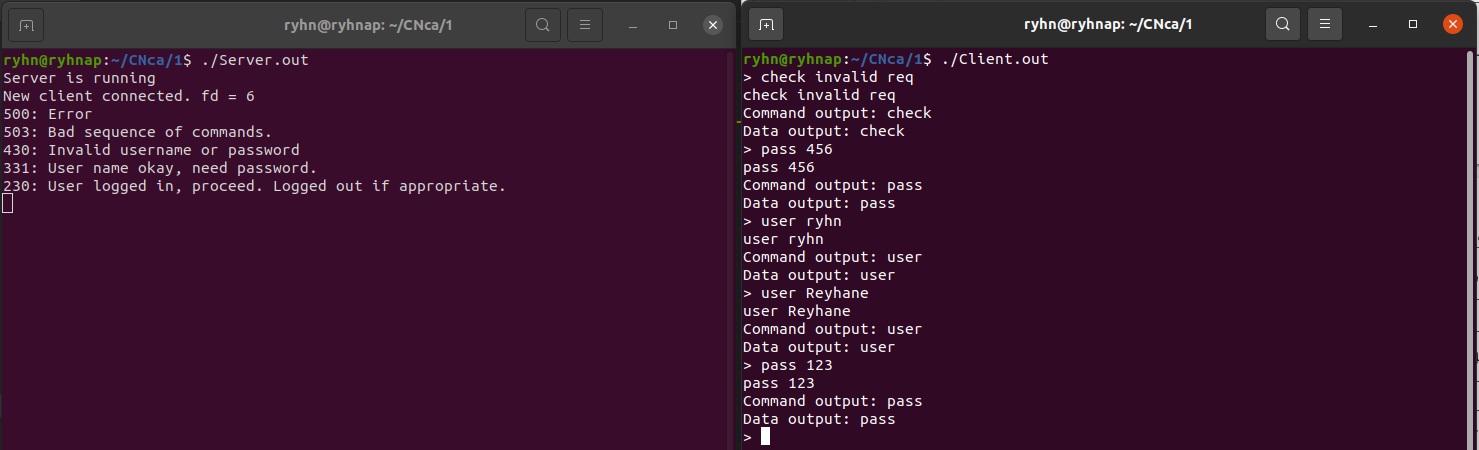 ryhn@ryhnap: ~/CNca/1
ryhn@ryhnap:~/CNca/1$ ./Server.out
Server is running
New client connected. fd = 6
500: Error
503: Bad sequence of commands.
430: Invalid username or password
331: User name okay, need password.
230: User logged in, proceed. Logged out if appropriate.
ryhn@ryhnap: ~/CNca/1
ryhn@ryhnap:~/CNca/1$ ./Client.out
> check invalid req
check invalid req
Command output: check
Data output: check
> pass 456
pass 456
Command output: pass
Data output: pass
> user ryhn
user ryhn
Command output: user
Data output: user
> user Reyhane
user Reyhane
Command output: user
Data output: user
> pass 123
pass 123
Command output: pass
Data output: pass
>